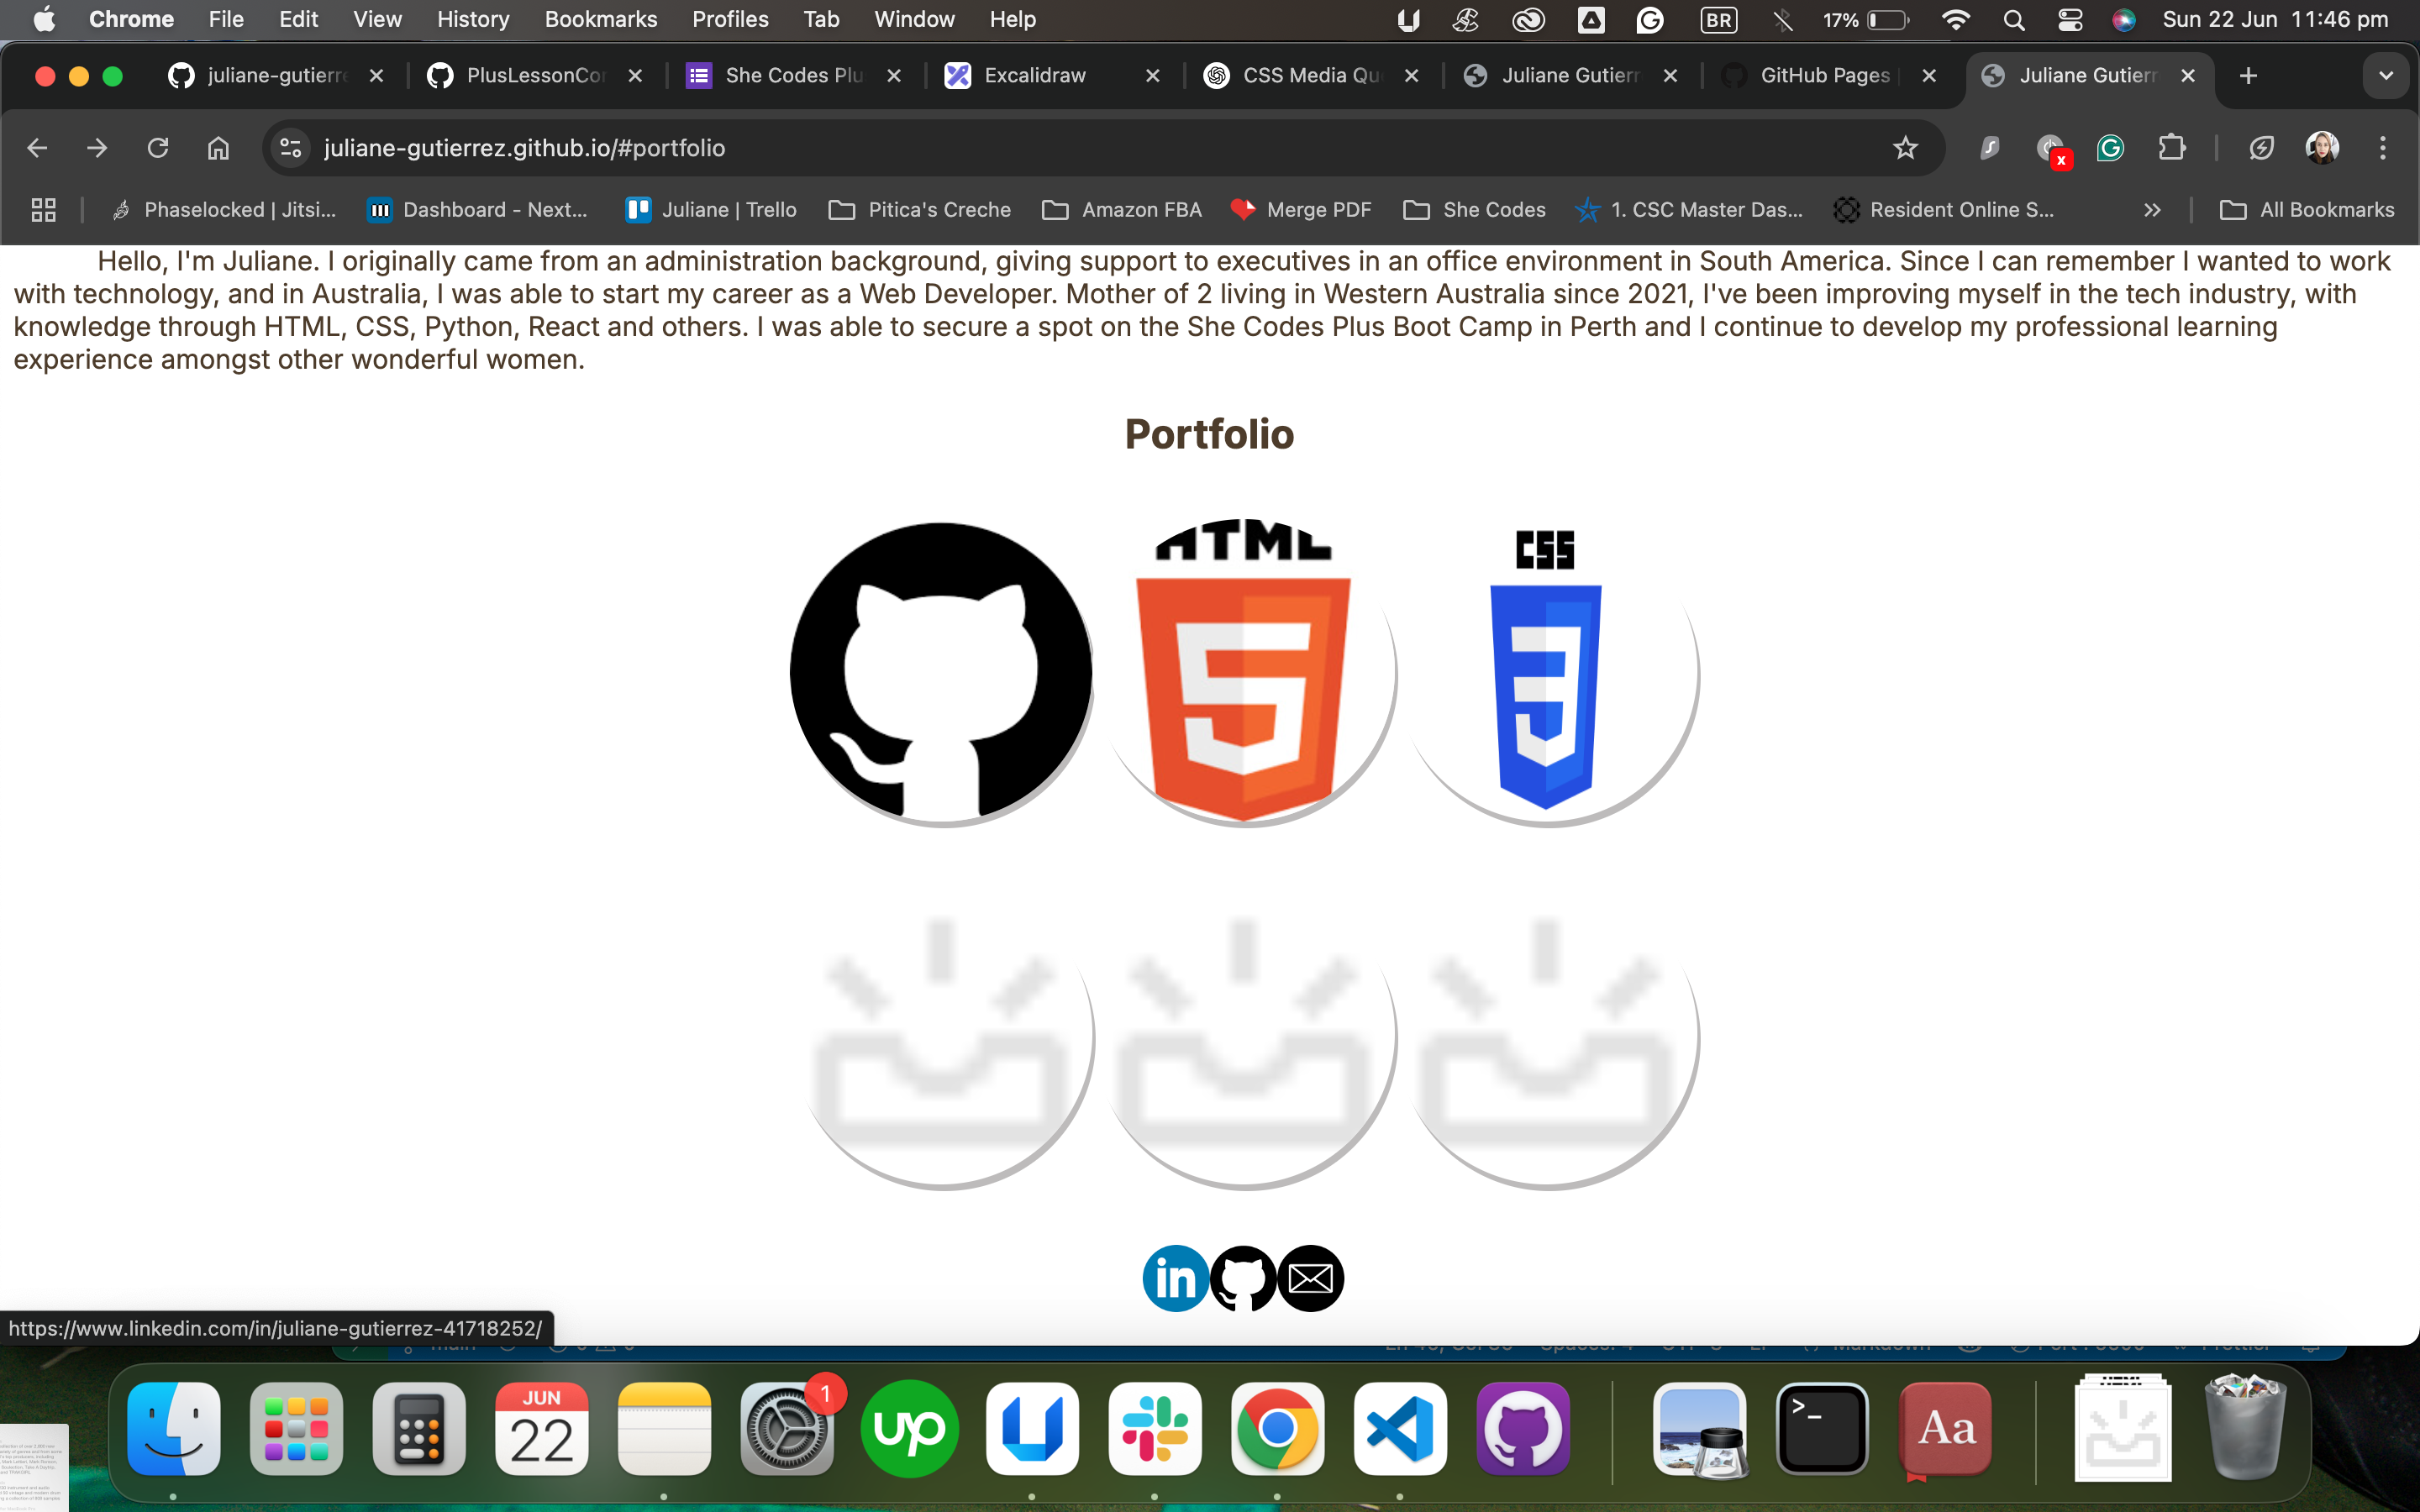 Chrome File Edit View History Bookmarks Profiles Tab Window Help BR 17% Sun 22 Jun 11:46 pm
juliane-gutierre PlusLessonCor She Codes Plu Excalidraw CSS Media Qu Juliane Gutierr GitHub Pages Juliane Gutierr
juliane-gutierrez.github.io/#portfolio
Phaselocked | Jitsi... Dashboard - Next... Juliane | Trello Pitica's Creche Amazon FBA Merge PDF She Codes 1. CSC Master Das... Resident Online S... All Bookmarks
Hello, I'm Juliane. I originally came from an administration background, giving support to executives in an office environment in South America. Since I can remember I wanted to work
with technology, and in Australia, I was able to start my career as a Web Developer. Mother of 2 living in Western Australia since 2021, I've been improving myself in the tech industry, with
knowledge through HTML, CSS, Python, React and others. I was able to secure a spot on the She Codes Plus Boot Camp in Perth and I continue to develop my professional learning
experience amongst other wonderful women.
Portfolio
HTML CSS
in
https://www.linkedin.com/in/juliane-gutierrez-41718252/
JUN
22
1
up
Aa